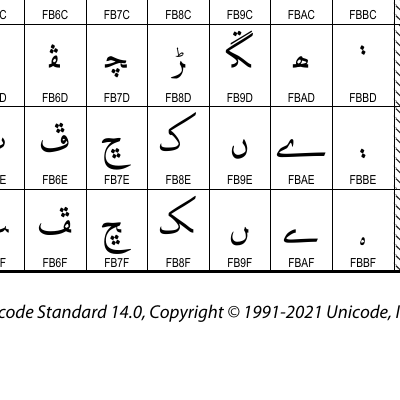 C FB6C FB7C FB8C FB9C FBAC FBBC
ﭭ ﭽ ﮍ ﮝ ﮭ ﮽
D FB6D FB7D FB8D FB9D FBAD FBBD
ﭮ ﭾ ﮎ ﮞ ﮮ ﮾
E FB6E FB7E FB8E FB9E FBAE FBBE
ﭯ ﭿ ﮏ ﮟ ﮯ ﮿
F FB6F FB7F FB8F FB9F FBAF FBBF
code Standard 14.0, Copyright © 1991-2021 Unicode, I